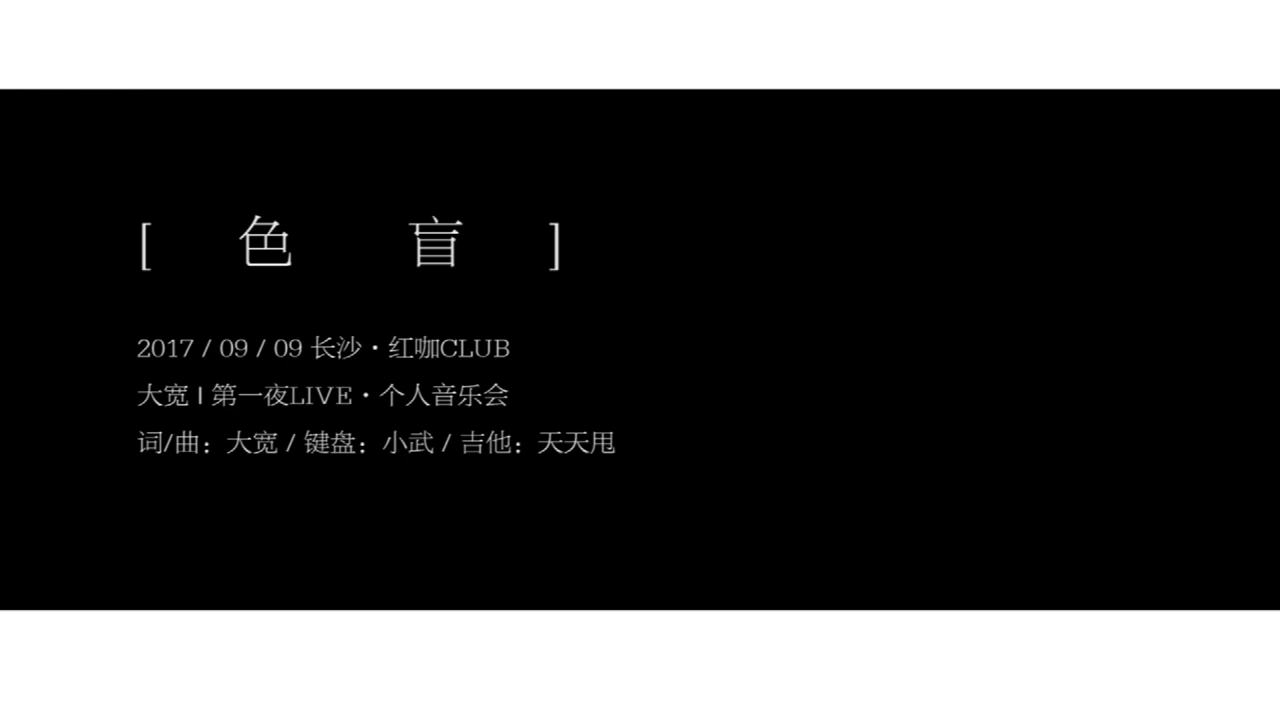 [ 色 盲 ]
2017 / 09 / 09 长沙·红咖CLUB
大宽 I 第一夜LIVE·个人音乐会
词/曲：大宽 / 键盘：小武 / 吉他：天天甩